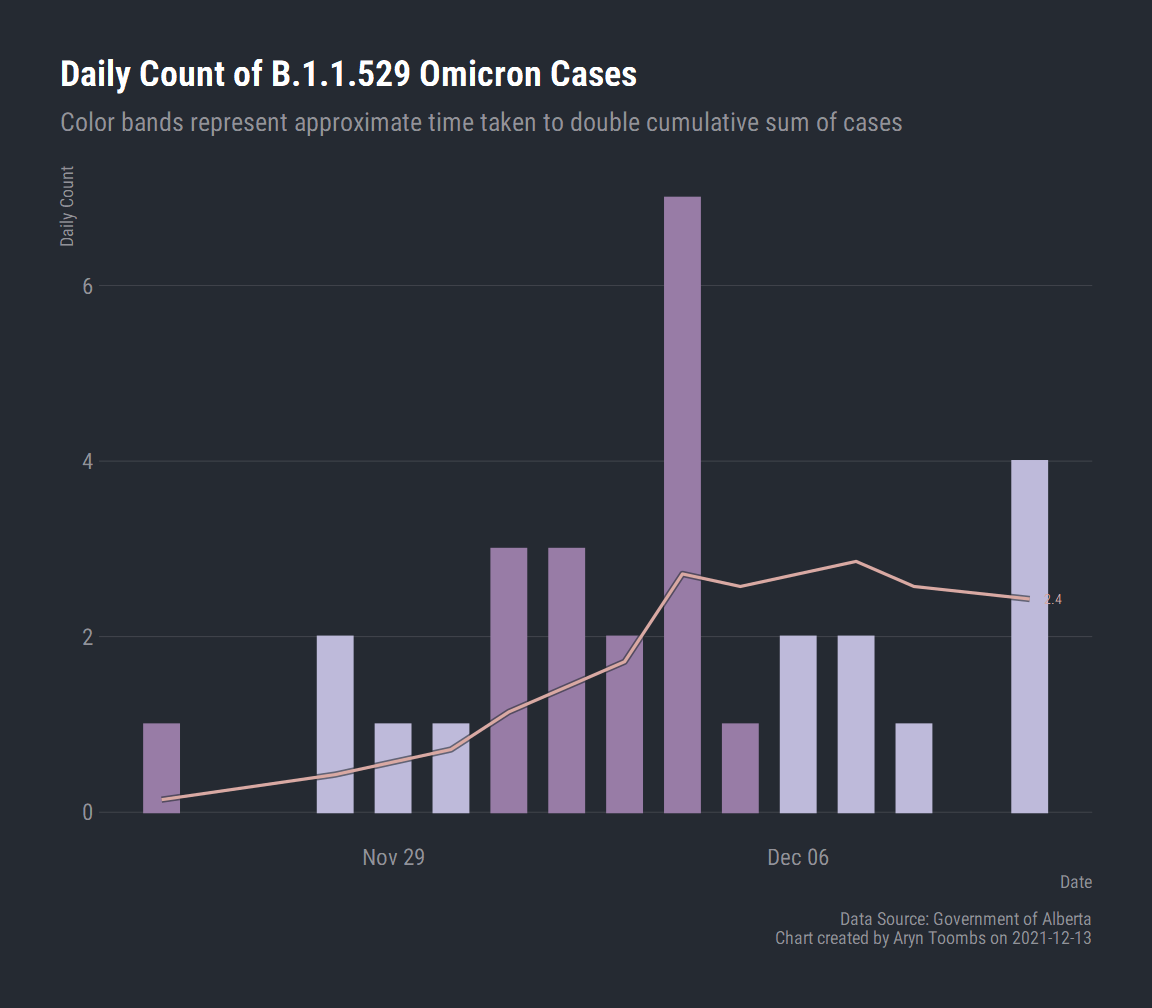 Daily Count of B.1.1.529 Omicron Cases
Color bands represent approximate time taken to double cumulative sum of cases
Daily Count
6
4
2.4
2
0
Nov 29 Dec 06
Date
Data Source: Government of Alberta
Chart created by Aryn Toombs on 2021-12-13